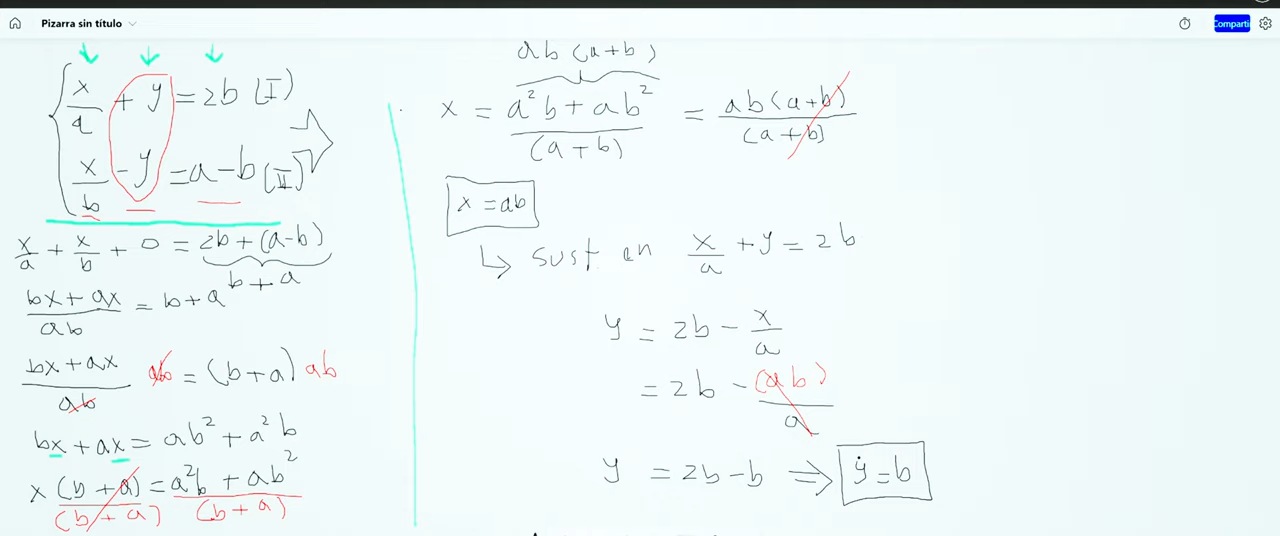 Pizarra sin título
Comparti
x/a + y = 2b (I)
x/b - y = a - b (II)
x/a + x/b + 0 = 2b + (a-b)
b + a
bx + ax / ab = b + a
bx + ax / ab ab = (b + a) ab
bx + ax = ab² + a²b
x (b + a) / (b + a) = a²b + ab² / (b + a)
ab (a+b)
x = a²b + ab² / (a + b) = ab (a+b) / (a+b)
x = ab
↳ sust. en x/a + y = 2b
y = 2b - x/a
= 2b - (ab)/a
y = 2b - b ⇒ y = b